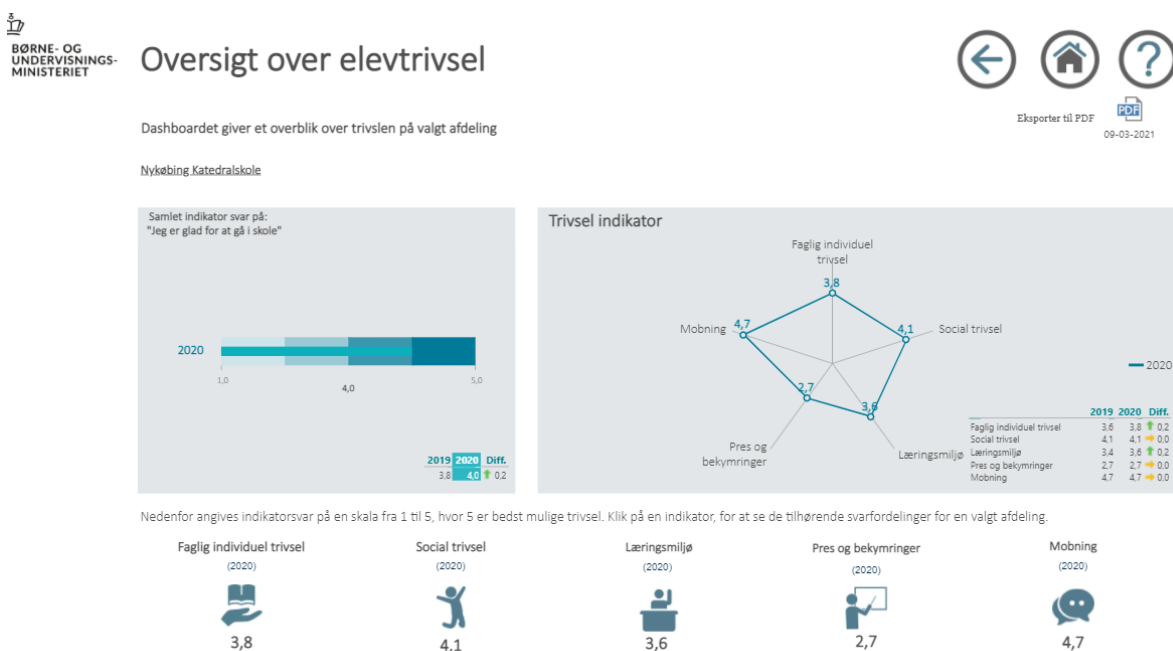 BØRNE- OG
UNDERVISNINGS-
MINISTERIET
Oversigt over elevtrivsel
Eksporter til PDF
PDF
09-03-2021
Dashboardet giver et overblik over trivslen på valgt afdeling
Nykøbing Katedralskole
Samlet indikator svar på:
"Jeg er glad for at gå i skole"
2020
1,0
4,0
5,0
2019 2020 Diff.
3,8 4,0 0,2
Trivsel indikator
Faglig individuel
trivsel
3,8
Mobning 4,7
4,1 Social trivsel
2020
2,7
3,6
Pres og
bekymringer
Læringsmiljø
2019 2020 Diff.
Faglig individuel trivsel 3,6 3,8 0,2
Social trivsel 4,1 4,1 0,0
Læringsmiljø 3,4 3,6 0,2
Pres og bekymringer 2,7 2,7 0,0
Mobning 4,7 4,7 0,0
Nedenfor angives indikatorsvar på en skala fra 1 til 5, hvor 5 er bedst mulige trivsel. Klik på en indikator, for at se de tilhørende svarfordelinger for en valgt afdeling.
Faglig individuel trivsel Social trivsel Læringsmiljø Pres og bekymringer Mobning
(2020) (2020) (2020) (2020) (2020)
3,8 4,1 3,6 2,7 4,7